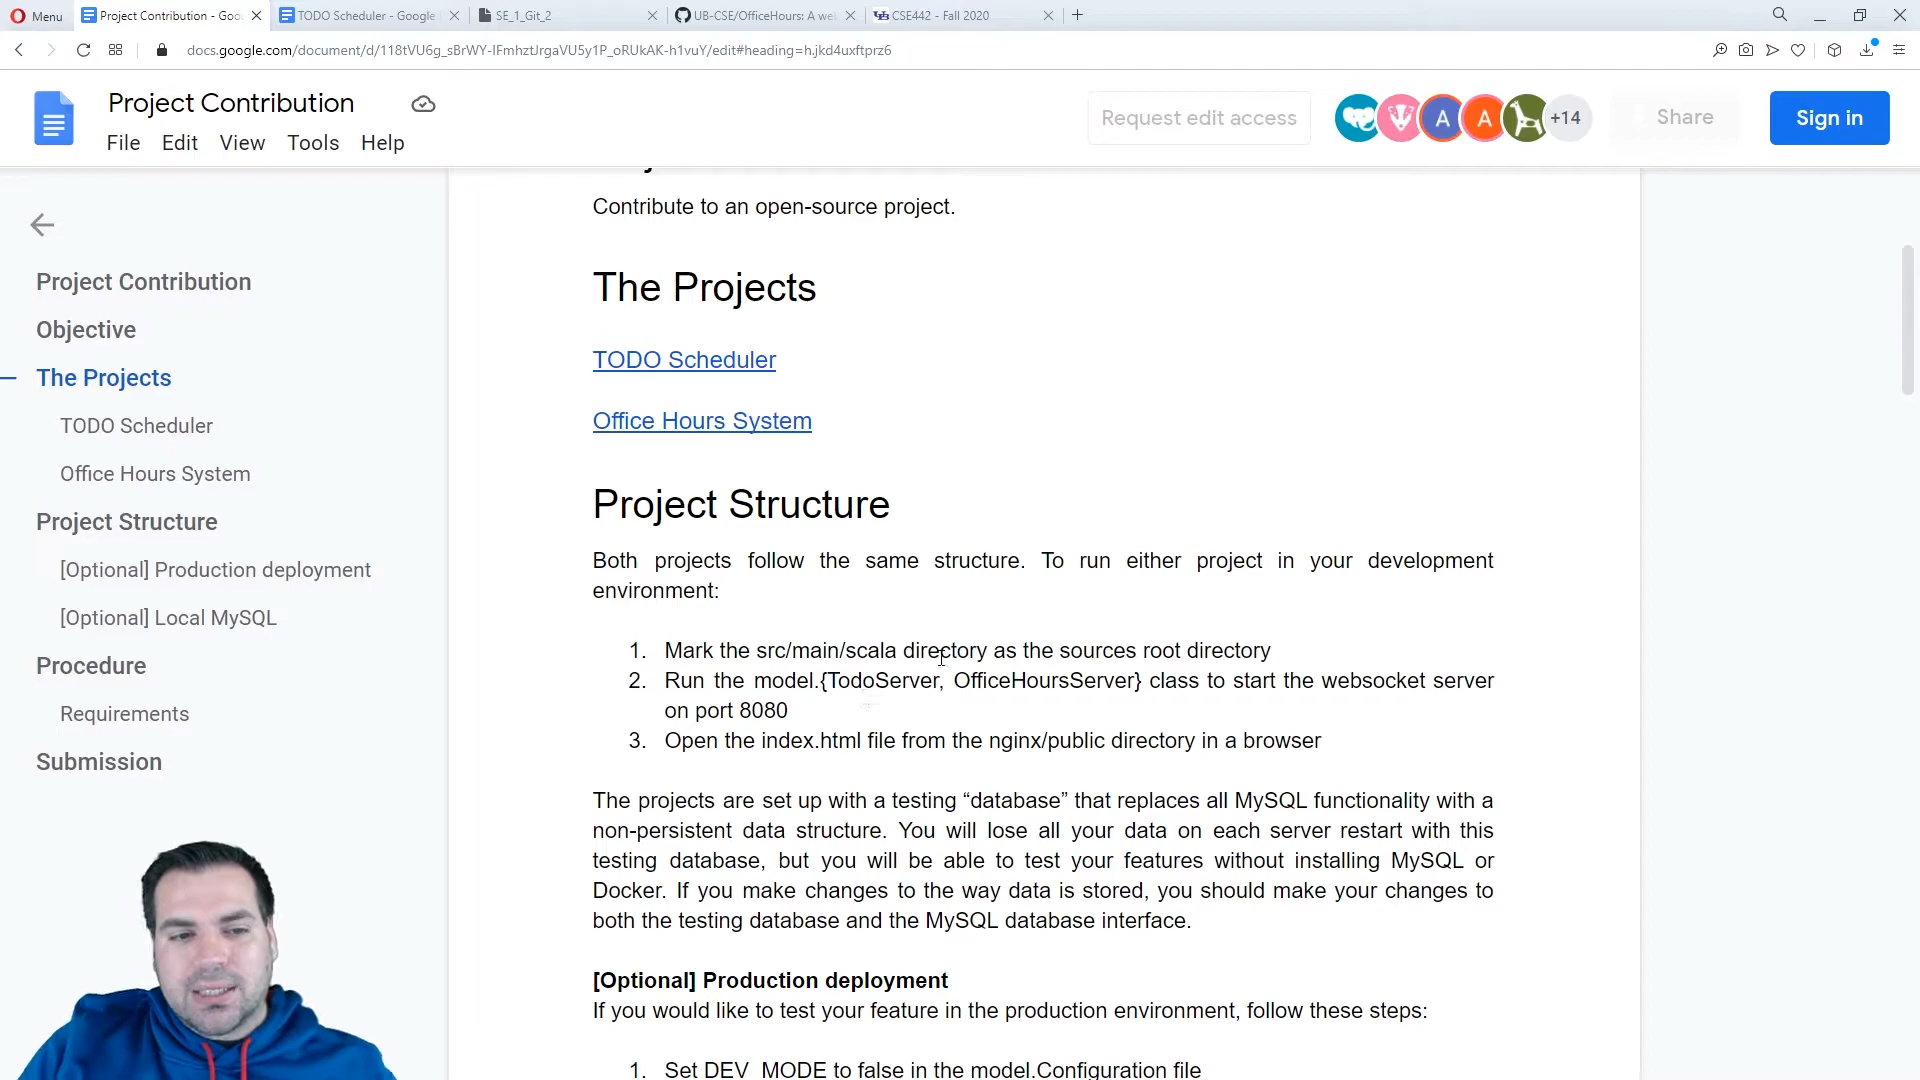 Menu
Project Contribution - Goo
TODO Scheduler - Google
SE_1_Git_2
UB-CSE/OfficeHours: A we
CSE442 - Fall 2020
docs.google.com/document/d/118tVU6g_sBrWY-IFmhztJrgaVU5y1P_oRUkAK-h1vuY/edit#heading=h.jkd4uxftprz6
Project Contribution
File Edit View Tools Help
Request edit access
A
A
+14
Share
Sign in
Project Contribution
Objective
The Projects
TODO Scheduler
Office Hours System
Project Structure
[Optional] Production deployment
[Optional] Local MySQL
Procedure
Requirements
Submission
Contribute to an open-source project.
The Projects
TODO Scheduler
Office Hours System
Project Structure
Both projects follow the same structure. To run either project in your development
environment:
1. Mark the src/main/scala directory as the sources root directory
2. Run the model.{TodoServer, OfficeHoursServer} class to start the websocket server
on port 8080
3. Open the index.html file from the nginx/public directory in a browser
The projects are set up with a testing “database” that replaces all MySQL functionality with a
non-persistent data structure. You will lose all your data on each server restart with this
testing database, but you will be able to test your features without installing MySQL or
Docker. If you make changes to the way data is stored, you should make your changes to
both the testing database and the MySQL database interface.
[Optional] Production deployment
If you would like to test your feature in the production environment, follow these steps:
1. Set DEV_MODE to false in the model.Configuration file